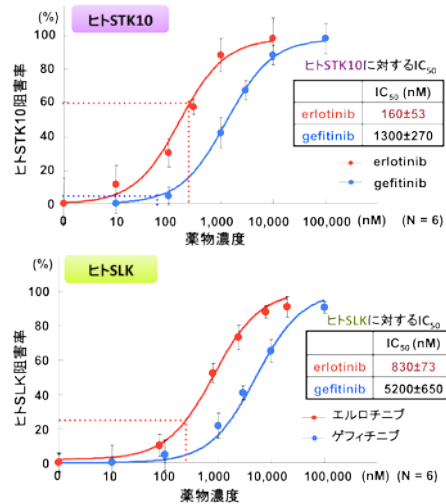 (%)
ヒトSTK10
100
80
60
40
20
0
ヒトSTK10阻害率
ヒトSTK10に対するIC50
IC50 (nM)
erlotinib 160±53
gefitinib 1300±270
erlotinib
gefitinib
0 10 100 1,000 10,000 100,000 (nM) (N = 6)
薬物濃度
(%)
ヒトSLK
100
80
60
40
20
0
ヒトSLK阻害率
ヒトSLKに対するIC50
IC50 (nM)
erlotinib 830±73
gefitinib 5200±650
エルロチニブ
ゲフィチニブ
0 10 100 1,000 10,000 100,000 (nM) (N = 6)
薬物濃度